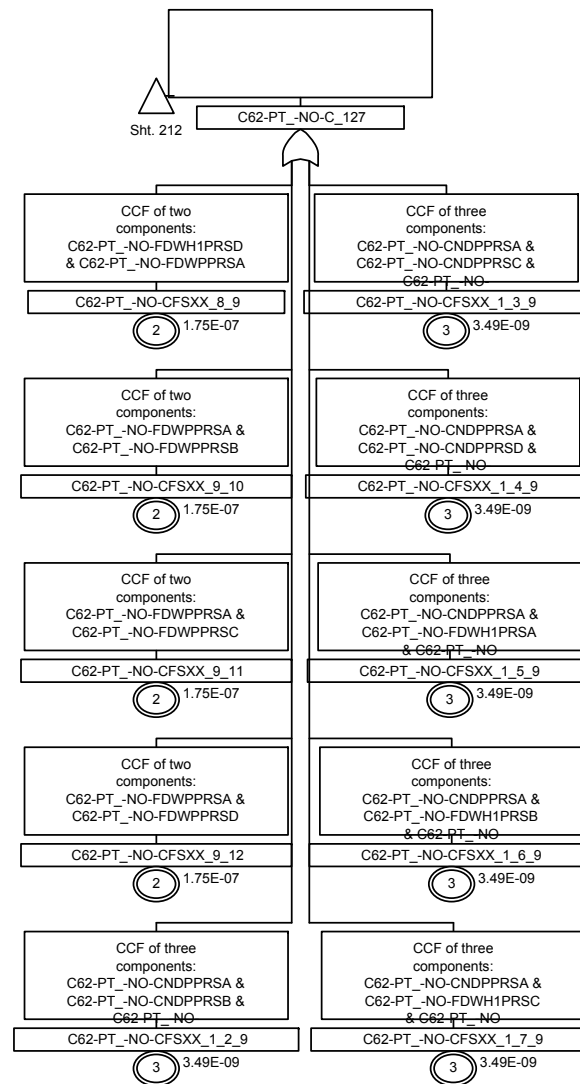 Sht. 212
C62-PT_-NO-C_127
CCF of two
components:
C62-PT_-NO-FDWH1PRSD
& C62-PT_-NO-FDWPPRSA
C62-PT_-NO-CFSXX_8_9
2
1.75E-07
CCF of three
components:
C62-PT_-NO-CNDPPRSA &
C62-PT_-NO-CNDPPRSC &
C62-PT_-NO-
C62-PT_-NO-CFSXX_1_3_9
3
3.49E-09
CCF of two
components:
C62-PT_-NO-FDWPPRSA &
C62-PT_-NO-FDWPPRSB
C62-PT_-NO-CFSXX_9_10
2
1.75E-07
CCF of three
components:
C62-PT_-NO-CNDPPRSA &
C62-PT_-NO-CNDPPRSD &
C62-PT_-NO
C62-PT_-NO-CFSXX_1_4_9
3
3.49E-09
CCF of two
components:
C62-PT_-NO-FDWPPRSA &
C62-PT_-NO-FDWPPRSC
C62-PT_-NO-CFSXX_9_11
2
1.75E-07
CCF of three
components:
C62-PT_-NO-CNDPPRSA &
C62-PT_-NO-FDWH1PRSA
& C62-PT_-NO
C62-PT_-NO-CFSXX_1_5_9
3
3.49E-09
CCF of two
components:
C62-PT_-NO-FDWPPRSA &
C62-PT_-NO-FDWPPRSD
C62-PT_-NO-CFSXX_9_12
2
1.75E-07
CCF of three
components:
C62-PT_-NO-CNDPPRSA &
C62-PT_-NO-FDWH1PRSB
& C62-PT_-NO
C62-PT_-NO-CFSXX_1_6_9
3
3.49E-09
CCF of three
components:
C62-PT_-NO-CNDPPRSA &
C62-PT_-NO-CNDPPRSB &
C62-PT_-NO
C62-PT_-NO-CFSXX_1_2_9
3
3.49E-09
CCF of three
components:
C62-PT_-NO-CNDPPRSA &
C62-PT_-NO-FDWH1PRSC
& C62-PT_-NO
C62-PT_-NO-CFSXX_1_7_9
3
3.49E-09